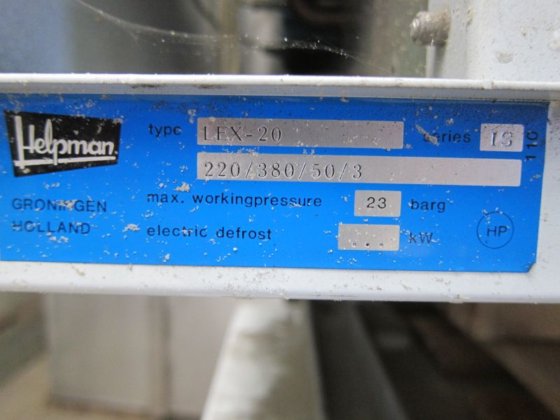 Helpman
type LEX-20 series 1S
220/380/50/3
GRONINGEN max. workingpressure 23 barg
HOLLAND electric defrost ... kW HP
110